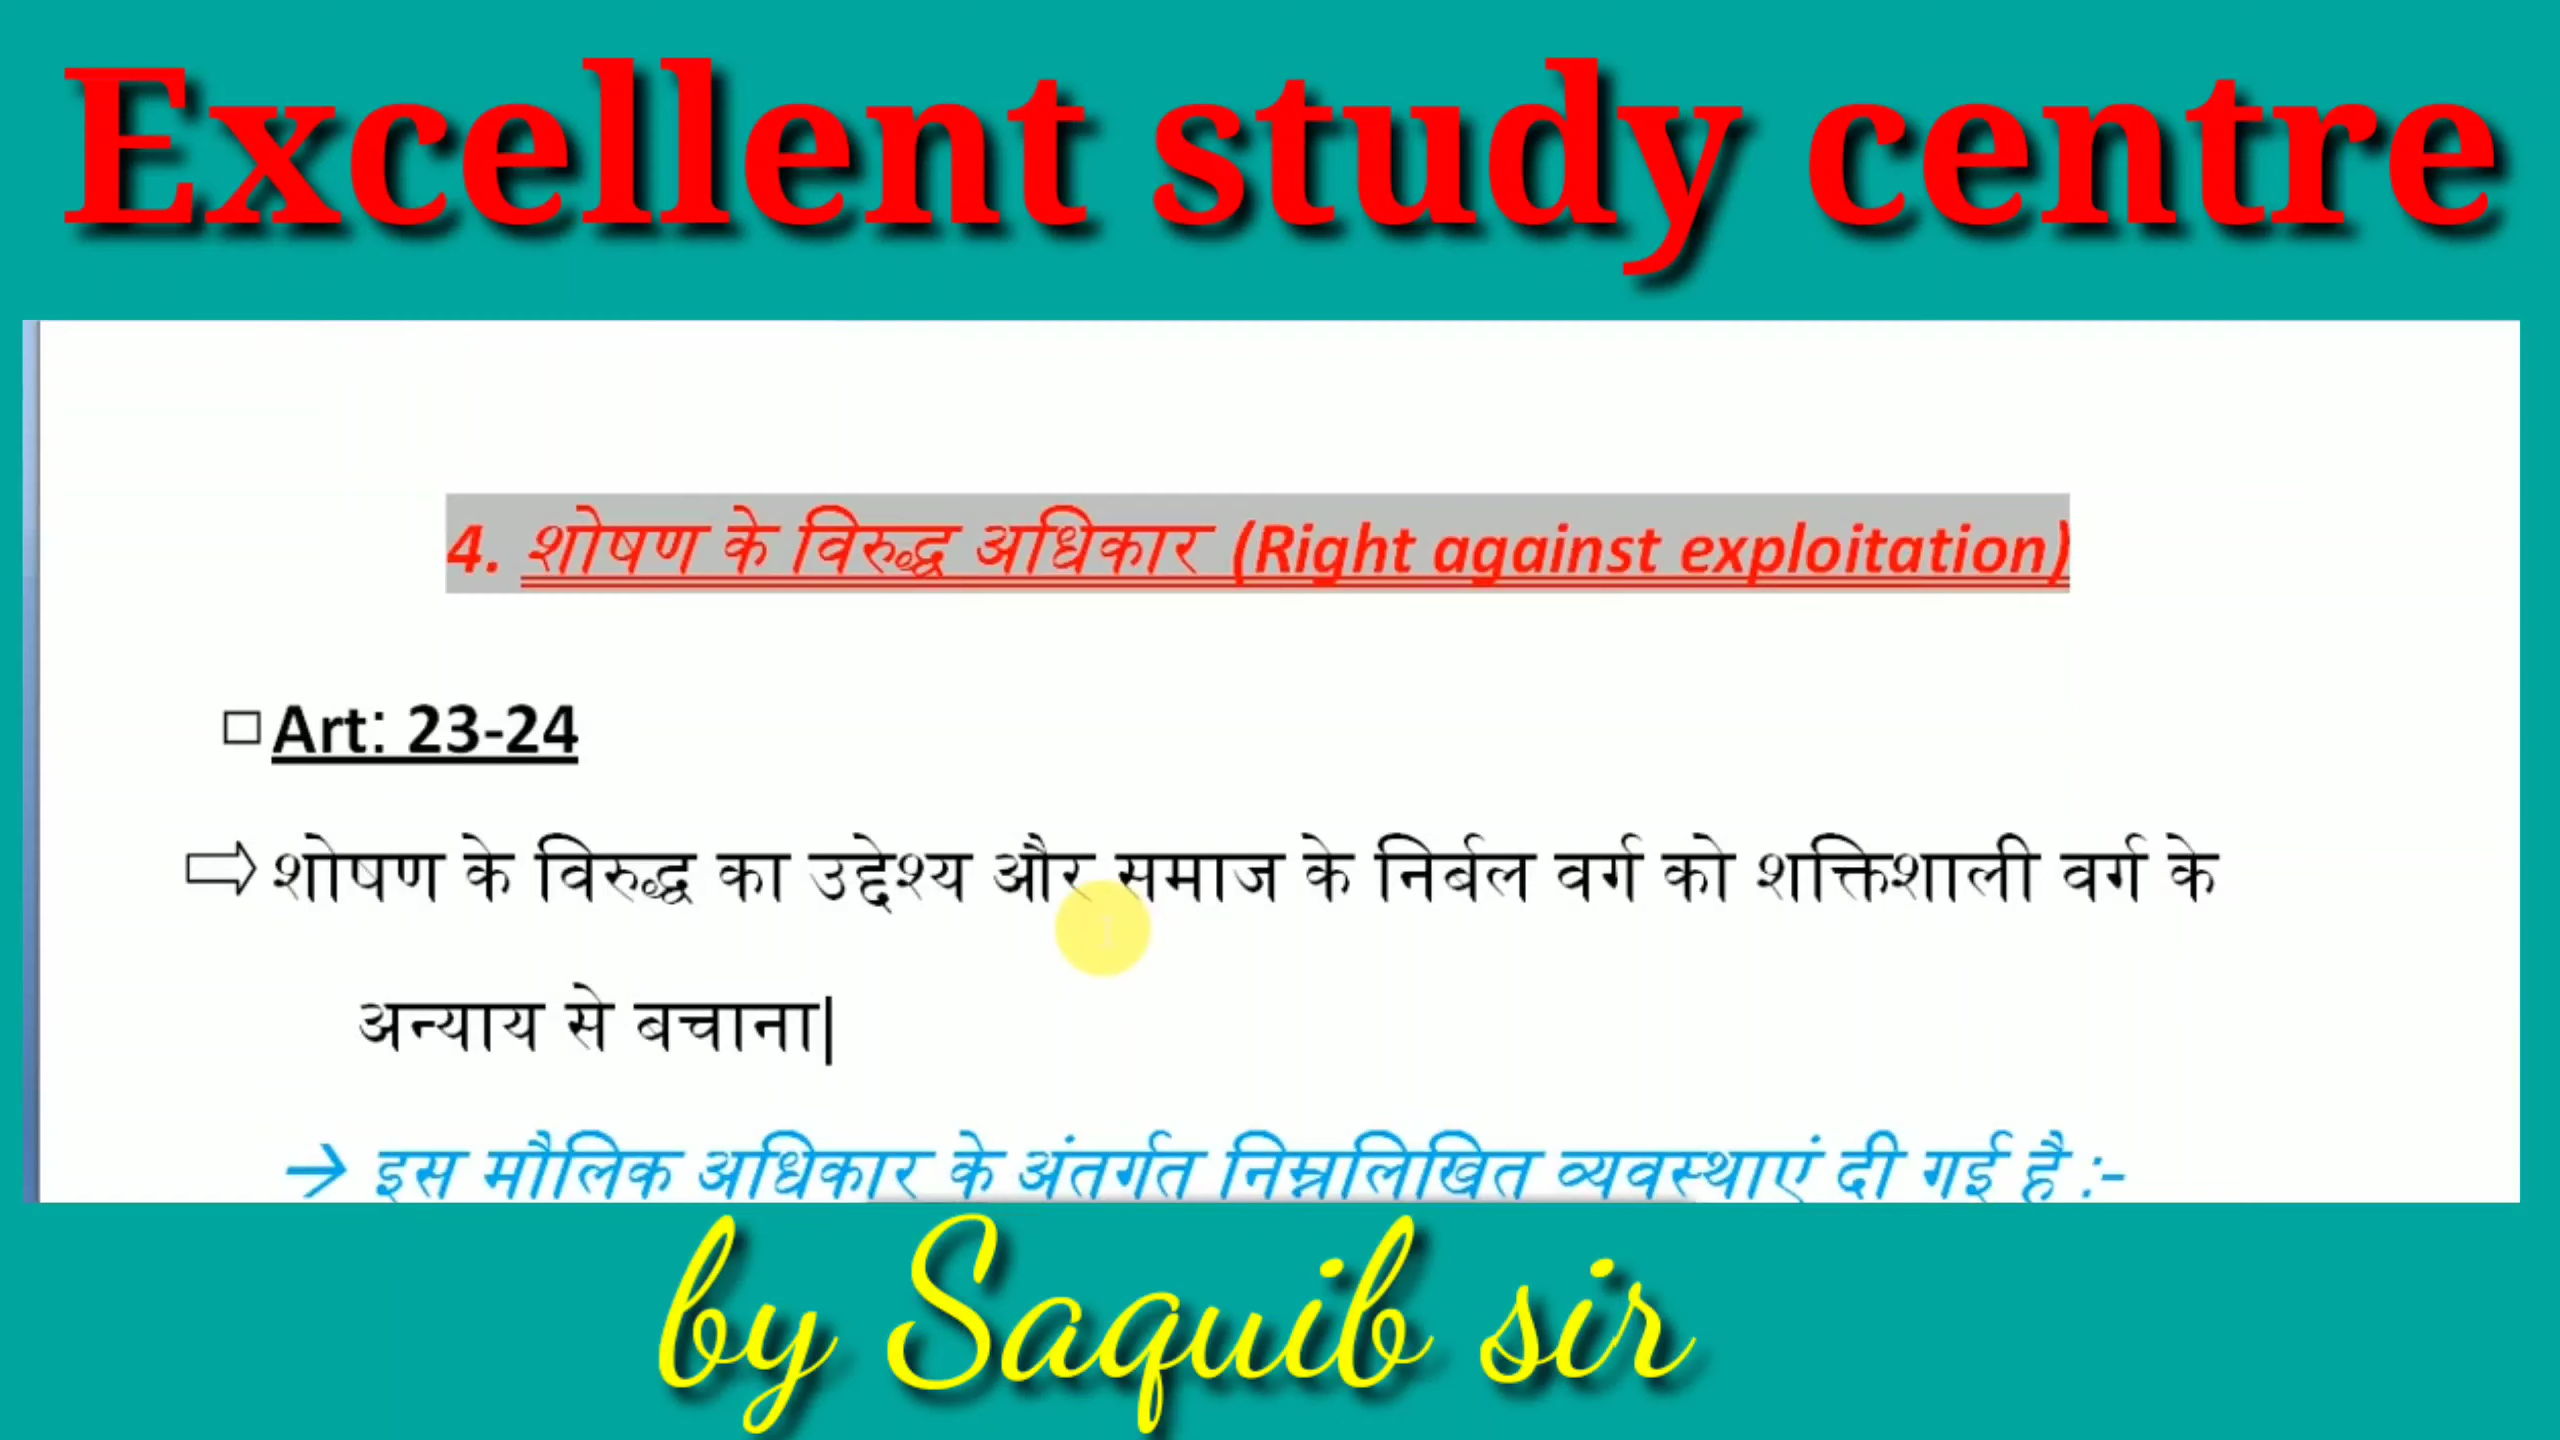 Excellent study centre
4. शोषण के विरुद्ध अधिकार (Right against exploitation)
Art: 23-24
शोषण के विरुद्ध का उद्देश्य और समाज के निर्बल वर्ग को शक्तिशाली वर्ग के
अन्याय से बचाना|
→ इस मौलिक अधिकार के अंतर्गत निम्नलिखित व्यवस्थाएं दी गई है :-
by Saquib sir